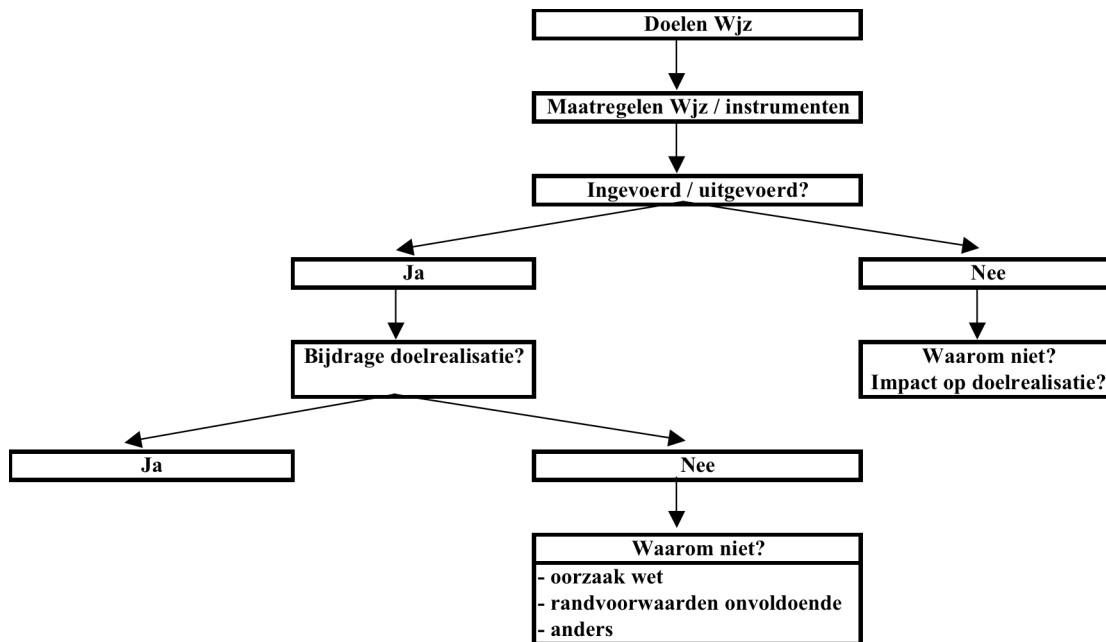 Doelen Wjz
Maatregelen Wjz / instrumenten
Ingevoerd / uitgevoerd?
Ja
Nee
Bijdrage doelrealisatie?
Waarom niet?
Impact op doelrealisatie?
Ja
Nee
Waarom niet?
- oorzaak wet
- randvoorwaarden onvoldoende
- anders